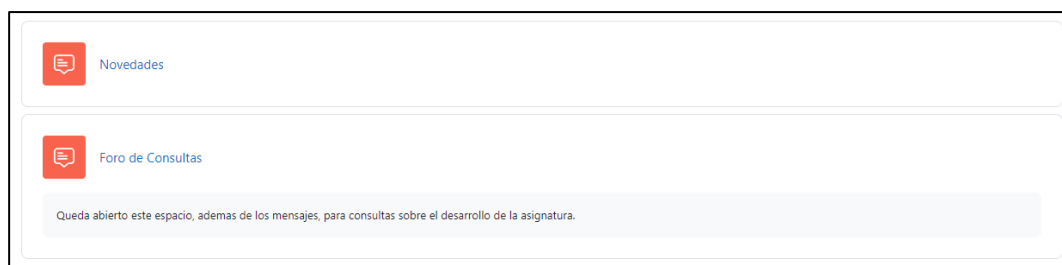 Novedades
Foro de Consultas
Queda abierto este espacio, ademas de los mensajes, para consultas sobre el desarrollo de la asignatura.